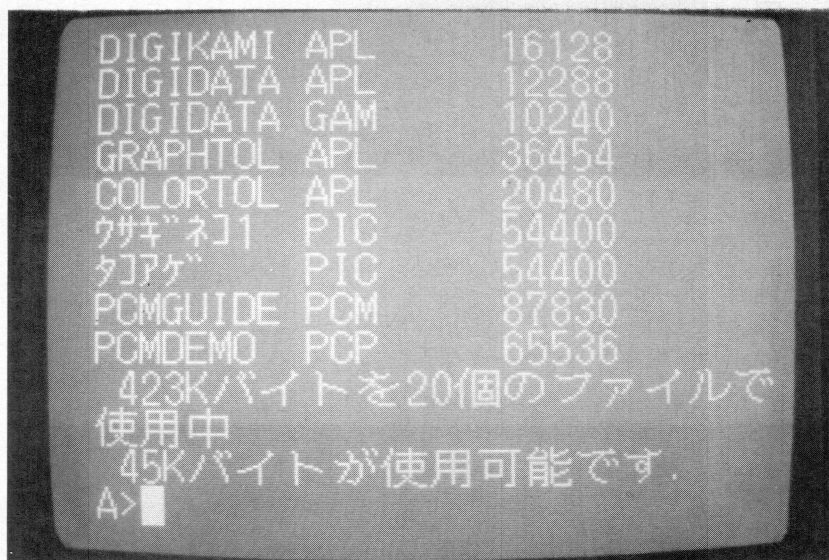 DIGIKAMI APL 16128
DIGIDATA APL 12288
DIGIDATA GAM 10240
GRAPHTOL APL 36454
COLORTOL APL 20480
ウサギネコ1 PIC 54400
タコアゲ PIC 54400
PCMGUIDE PCM 87830
PCMDEMO PCP 65536
423Kバイトを20個のファイルで
使用中
45Kバイトが使用可能です.
A>